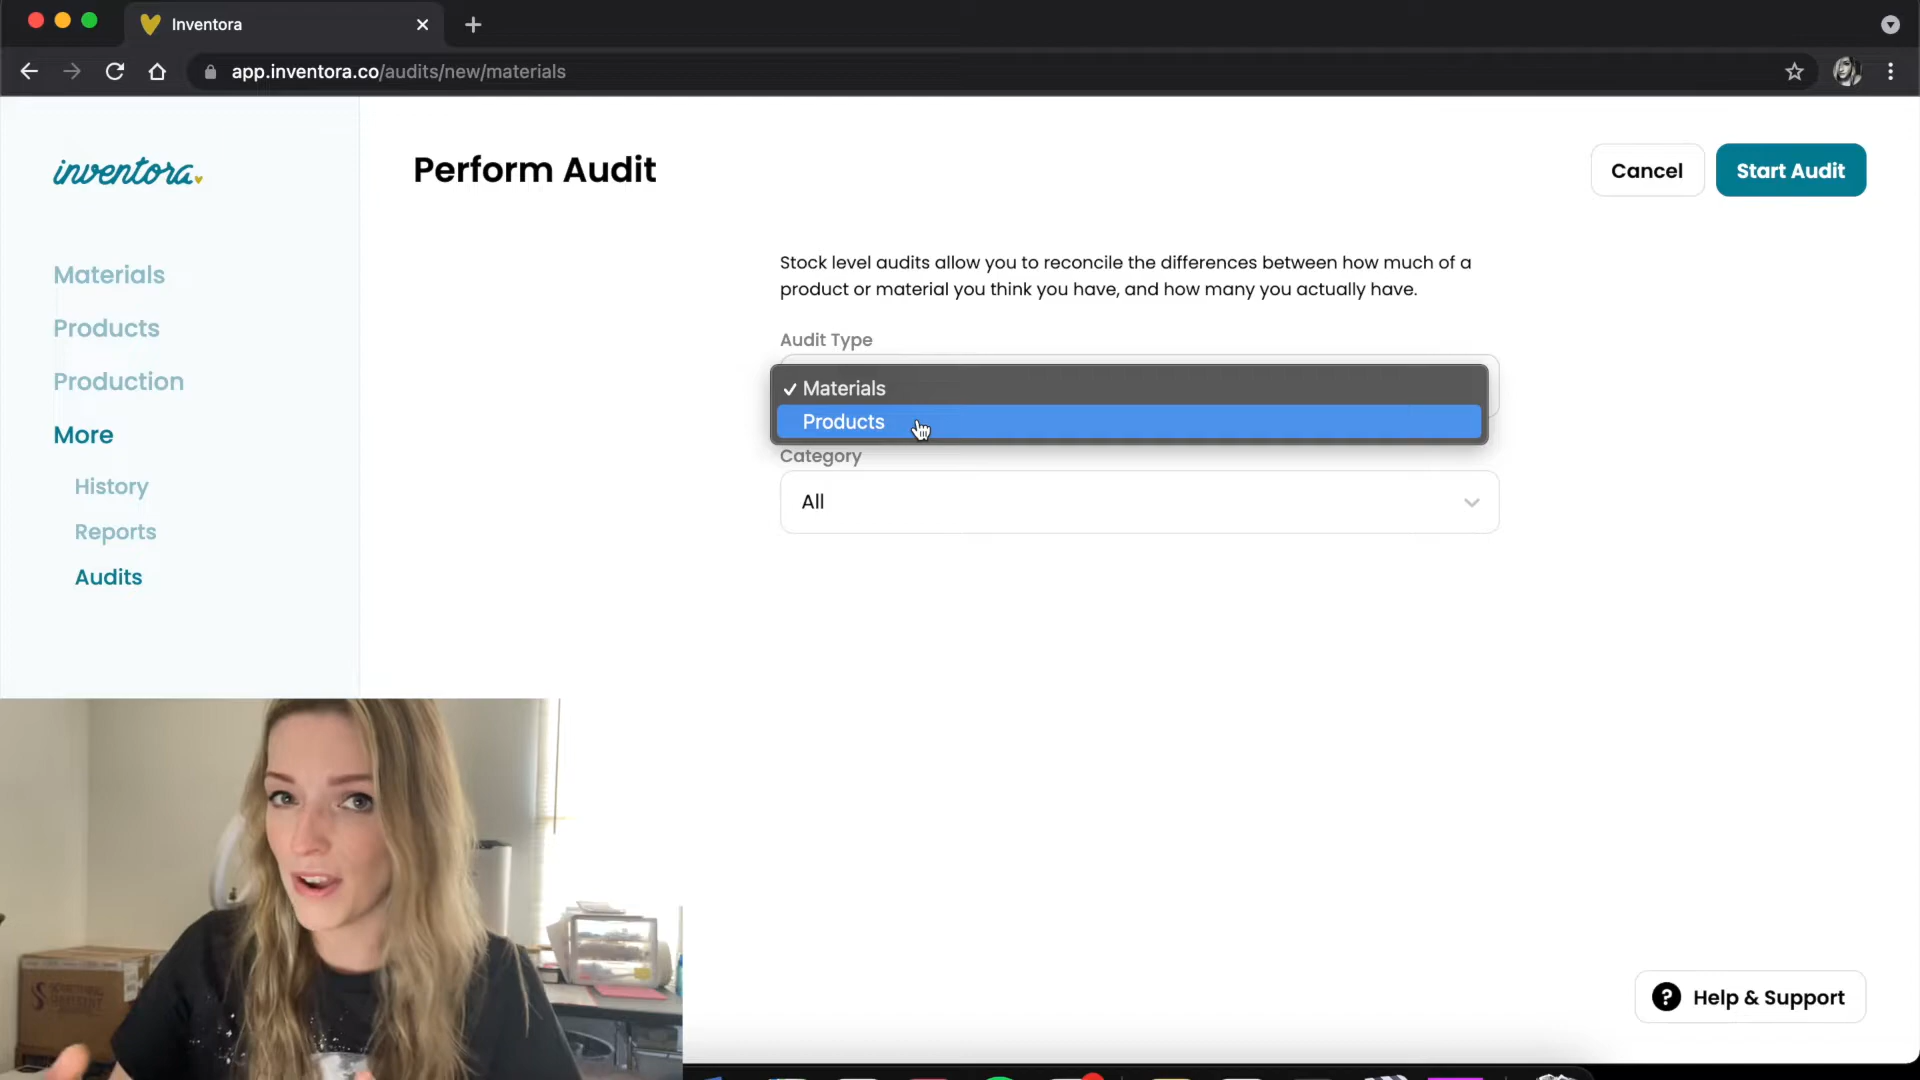 Inventora
app.inventora.co/audits/new/materials
inventora
Perform Audit
Cancel
Start Audit
Materials
Products
Production
More
History
Reports
Audits
Stock level audits allow you to reconcile the differences between how much of a
product or material you think you have, and how many you actually have.
Audit Type
✓ Materials
Products
Category
All
? Help & Support